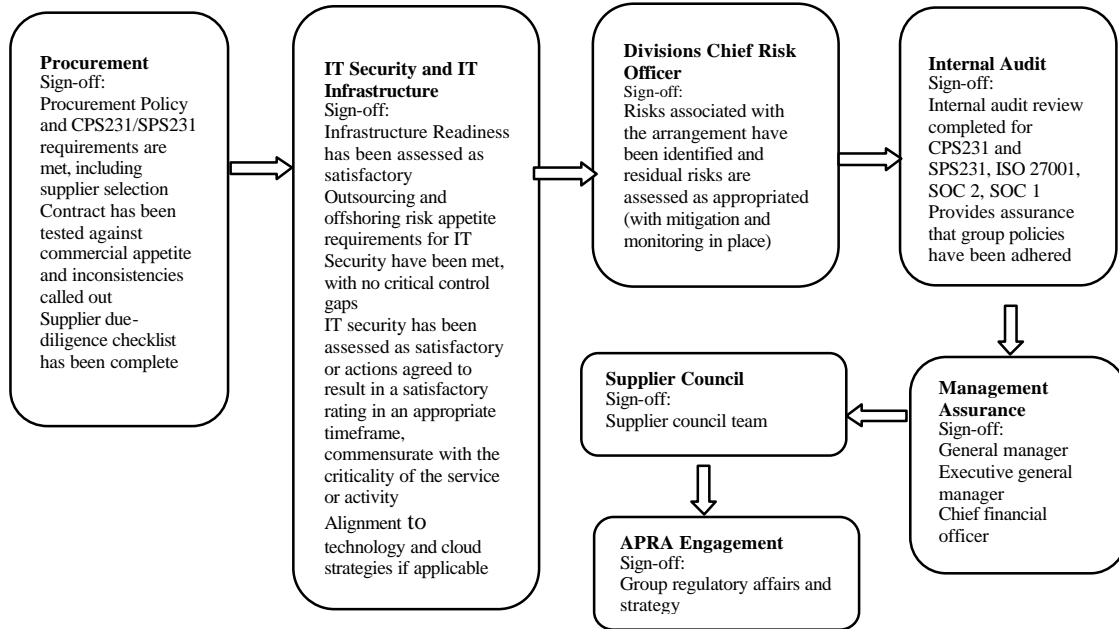 Procurement
Sign-off:
Procurement Policy
and CPS231/SPS231
requirements are
met, including
supplier selection
Contract has been
tested against
commercial appetite
and inconsistencies
called out
Supplier due-
diligence checklist
has been complete
IT Security and IT
Infrastructure
Sign-off:
Infrastructure Readiness
has been assessed as
satisfactory
Outsourcing and
offshoring risk appetite
requirements for IT
Security have been met,
with no critical control
gaps
IT security has been
assessed as satisfactory
or actions agreed to
result in a satisfactory
rating in an appropriate
timeframe,
commensurate with the
criticality of the service
or activity
Alignment to
technology and cloud
strategies if applicable
Divisions Chief Risk
Officer
Sign-off:
Risks associated with
the arrangement have
been identified and
residual risks are
assessed as appropriated
(with mitigation and
monitoring in place)
Internal Audit
Sign-off:
Internal audit review
completed for
CPS231 and
SPS231, ISO 27001,
SOC 2, SOC 1
Provides assurance
that group policies
have been adhered
Management
Assurance
Sign-off:
General manager
Executive general
manager
Chief financial
officer
Supplier Council
Sign-off:
Supplier council team
APRA Engagement
Sign-off:
Group regulatory affairs and
strategy